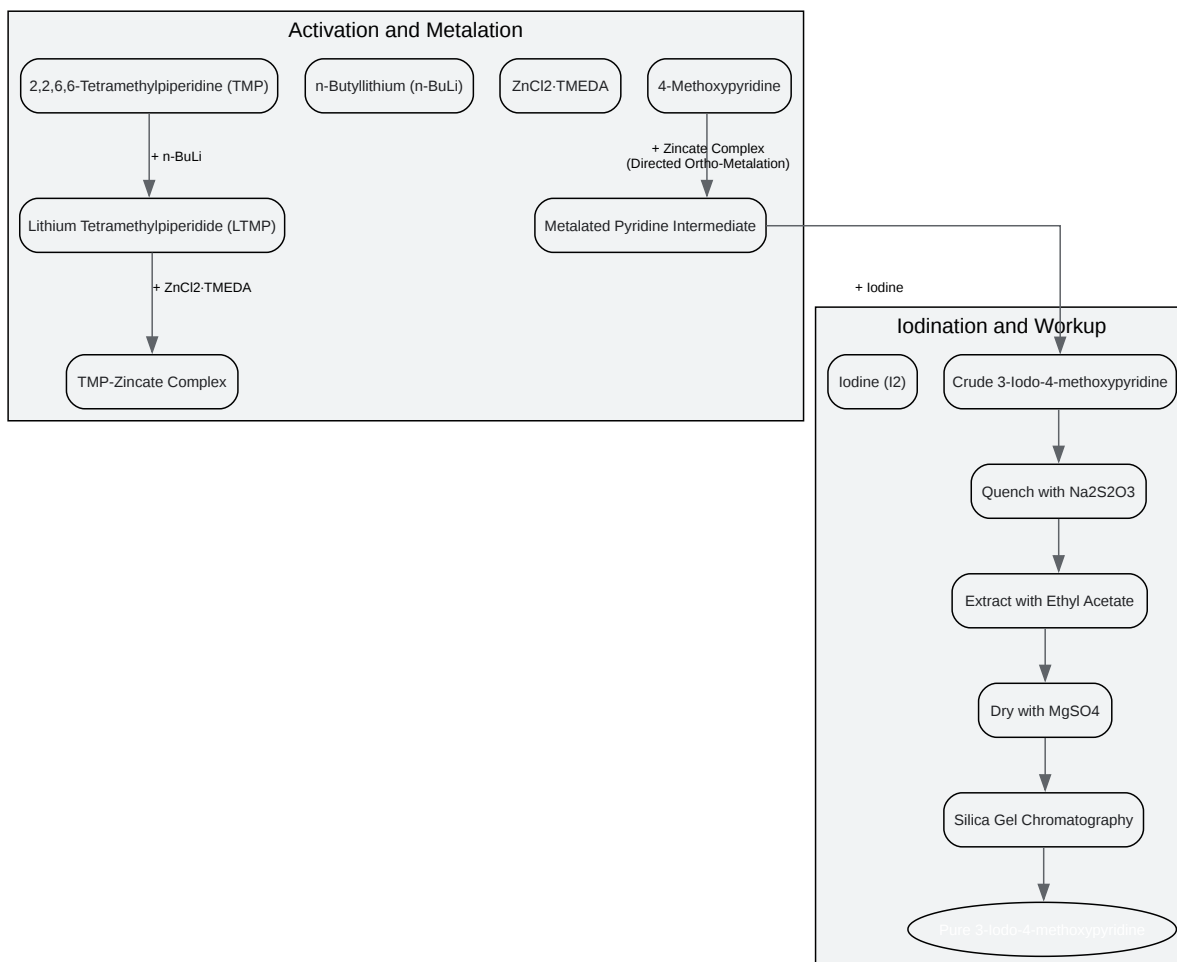 Activation and Metalation
2,2,6,6-Tetramethylpiperidine (TMP)
n-Butyllithium (n-BuLi)
ZnCl2·TMEDA
4-Methoxypyridine
+ n-BuLi
+ Zincate Complex
(Directed Ortho-Metalation)
Lithium Tetramethylpiperidide (LTMP)
Metalated Pyridine Intermediate
+ ZnCl2·TMEDA
+ Iodine
TMP-Zincate Complex
Iodination and Workup
Iodine (I2)
Crude 3-Iodo-4-methoxypyridine
Quench with Na2S2O3
Extract with Ethyl Acetate
Dry with MgSO4
Silica Gel Chromatography
Pure 3-Iodo-4-methoxypyridine